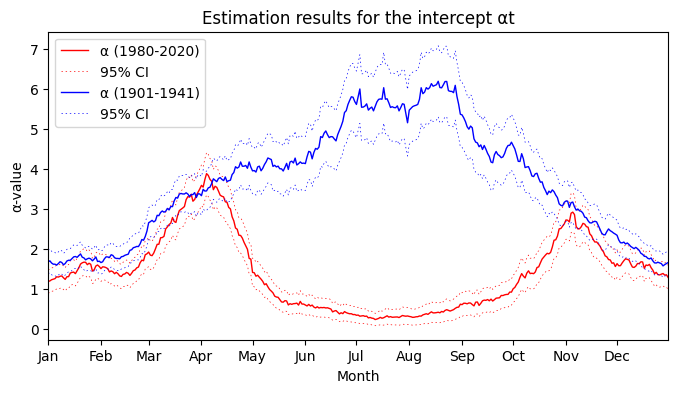 Estimation results for the intercept αt
α (1980-2020)
95% CI
α (1901-1941)
95% CI
α-value
7
6
5
4
3
2
1
0
Jan Feb Mar Apr May Jun Jul Aug Sep Oct Nov Dec
Month